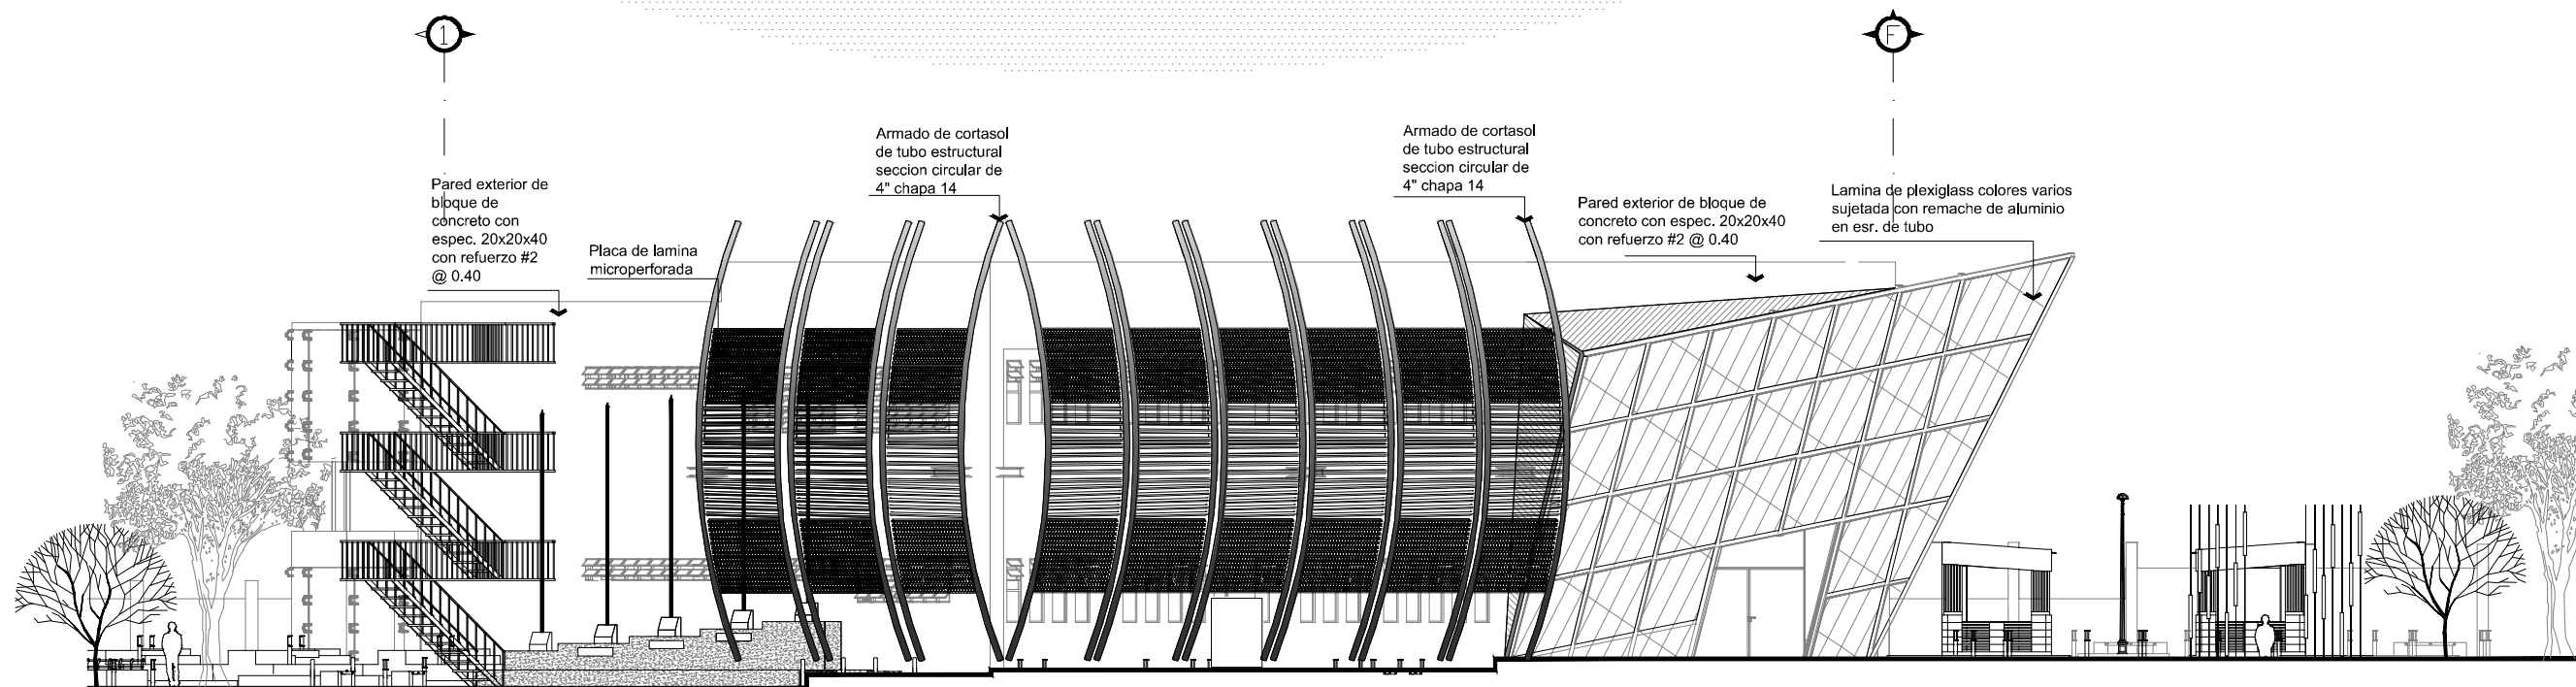 1
F
Armado de cortasol
de tubo estructural
seccion circular de
4" chapa 14
Armado de cortasol
de tubo estructural
seccion circular de
4" chapa 14
Pared exterior de
bloque de
concreto con
espec. 20x20x40
con refuerzo #2
@ 0.40
Placa de lamina
microperforada
Pared exterior de bloque de
concreto con espec. 20x20x40
con refuerzo #2 @ 0.40
Lamina de plexiglass colores varios
sujetada con remache de aluminio
en esr. de tubo